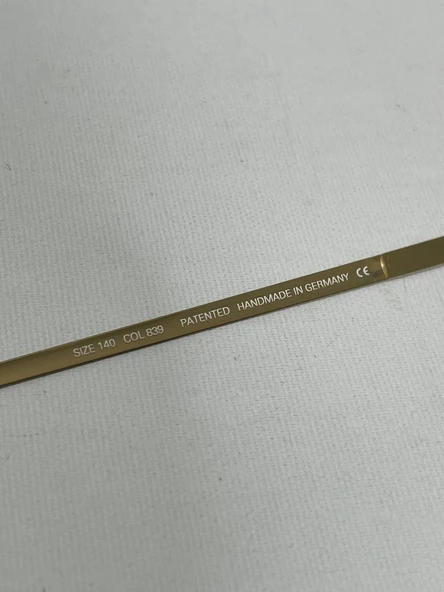 SIZE 140 COL 839 PATENTED HANDMADE IN GERMANY CE